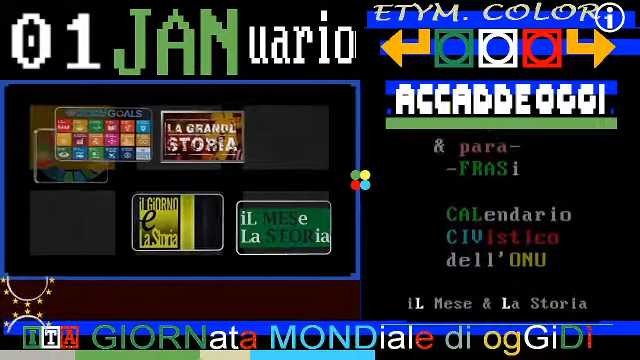 01 JANuario
ETYM. COLOR.
i
ACCADDEOGGI
GOALS
LA GRANDE
STORIA
& para-
-FRASi
iL GIORNO
e
La Storia
iL MESe
La STORia
CALendario
CIVistico
dell'ONU
iL Mese & La Storia
ITA GIORNata MONDiale di ogGiDì